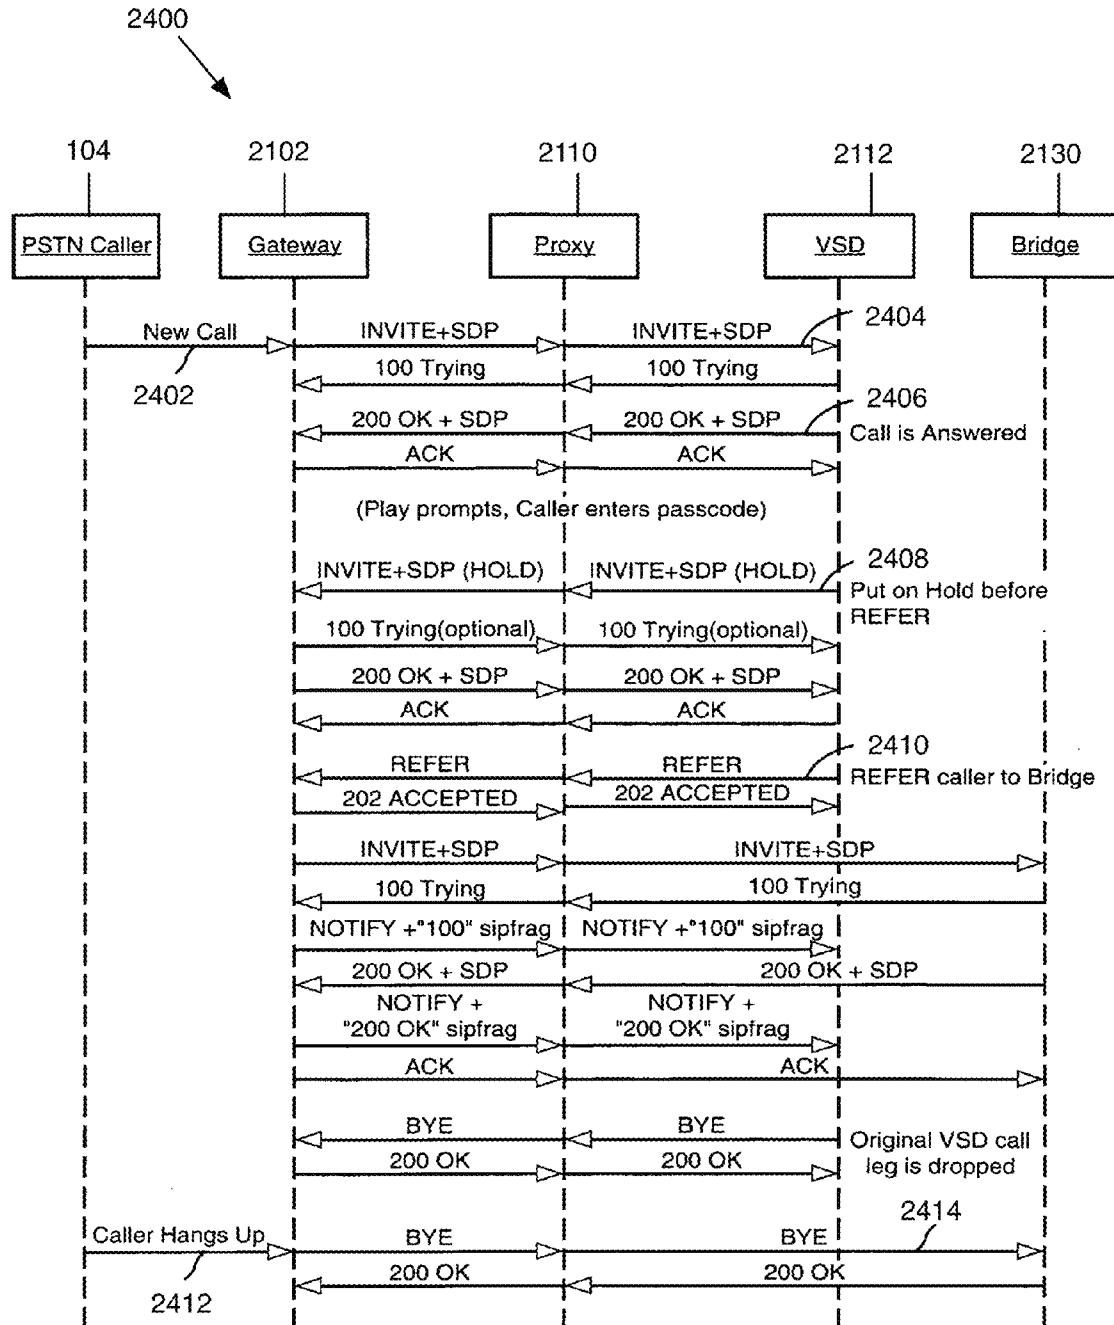 2400
104
2102
2110
2112
2130
PSTN Caller
Gateway
Proxy
VSD
Bridge
New Call
INVITE+SDP
INVITE+SDP
2404
2402
100 Trying
100 Trying
2406
200 OK + SDP
200 OK + SDP
Call is Answered
ACK
ACK
(Play prompts, Caller enters passcode)
2408
INVITE+SDP (HOLD)
INVITE+SDP (HOLD)
Put on Hold before
REFER
100 Trying(optional)
100 Trying(optional)
200 OK + SDP
200 OK + SDP
ACK
ACK
2410
REFER
REFER
REFER caller to Bridge
202 ACCEPTED
202 ACCEPTED
INVITE+SDP
INVITE+SDP
100 Trying
100 Trying
NOTIFY +"100" sipfrag
NOTIFY +"100" sipfrag
200 OK + SDP
200 OK + SDP
NOTIFY +
"200 OK" sipfrag
NOTIFY +
"200 OK" sipfrag
ACK
ACK
BYE
BYE
Original VSD call
leg is dropped
200 OK
200 OK
2414
Caller Hangs Up
BYE
BYE
2412
200 OK
200 OK